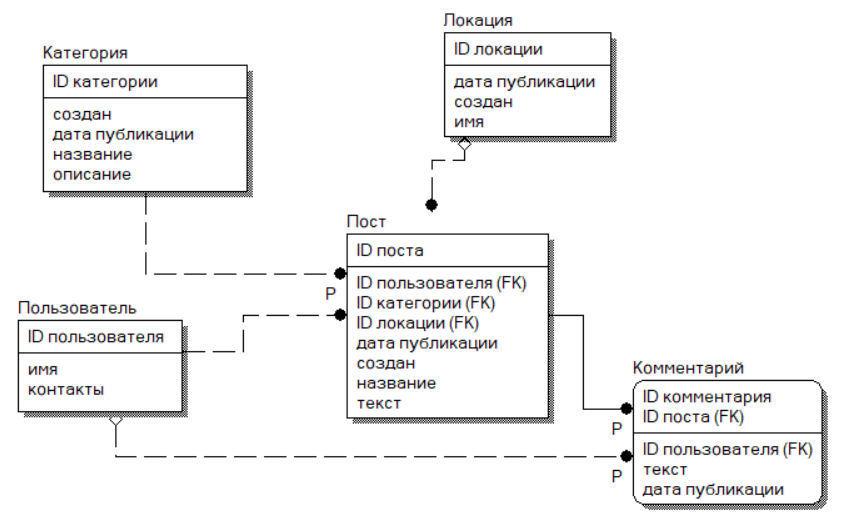 Локация
ID локации
дата публикации
создан
имя
Категория
ID категории
создан
дата публикации
название
описание
Пост
ID поста
ID пользователя (FK)
ID категории (FK)
ID локации (FK)
дата публикации
создан
название
текст
P
Пользователь
ID пользователя
имя
контакты
Комментарий
ID комментария
ID поста (FK)
ID пользователя (FK)
текст
дата публикации
P
P